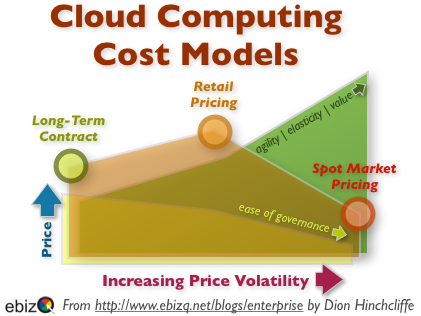 Cloud Computing
Cost Models
Retail
Pricing
Long-Term
Contract
agility | elasticity | value
Spot Market
Pricing
ease of governance
Price
Increasing Price Volatility
ebizQ From http://www.ebizq.net/blogs/enterprise by Dion Hinchcliffe